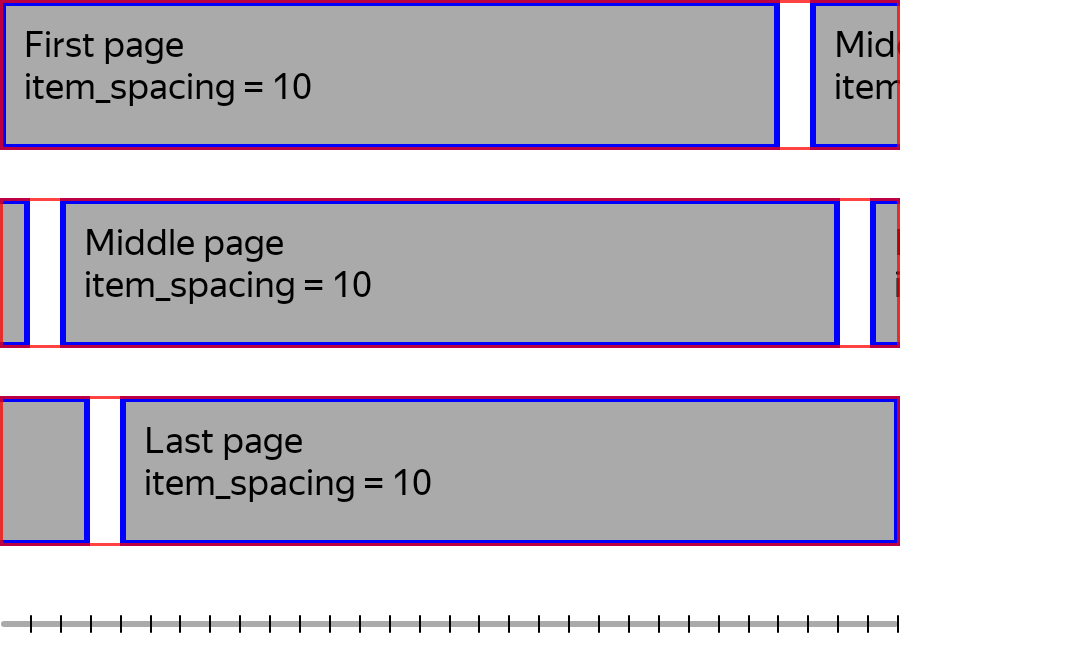 First page
item_spacing = 10
Middle page
item_spacing = 10
Last page
item_spacing = 10